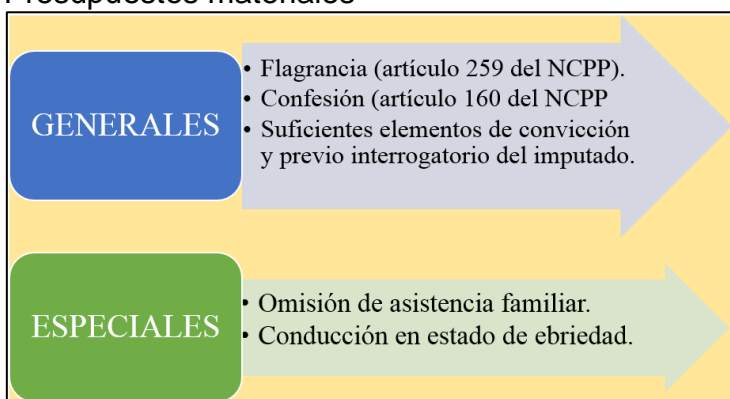 Presupuestos materiales
GENERALES
• Flagrancia (artículo 259 del NCPP).
• Confesión (artículo 160 del NCPP
• Suficientes elementos de convicción
y previo interrogatorio del imputado.
ESPECIALES
• Omisión de asistencia familiar.
• Conducción en estado de ebriedad.